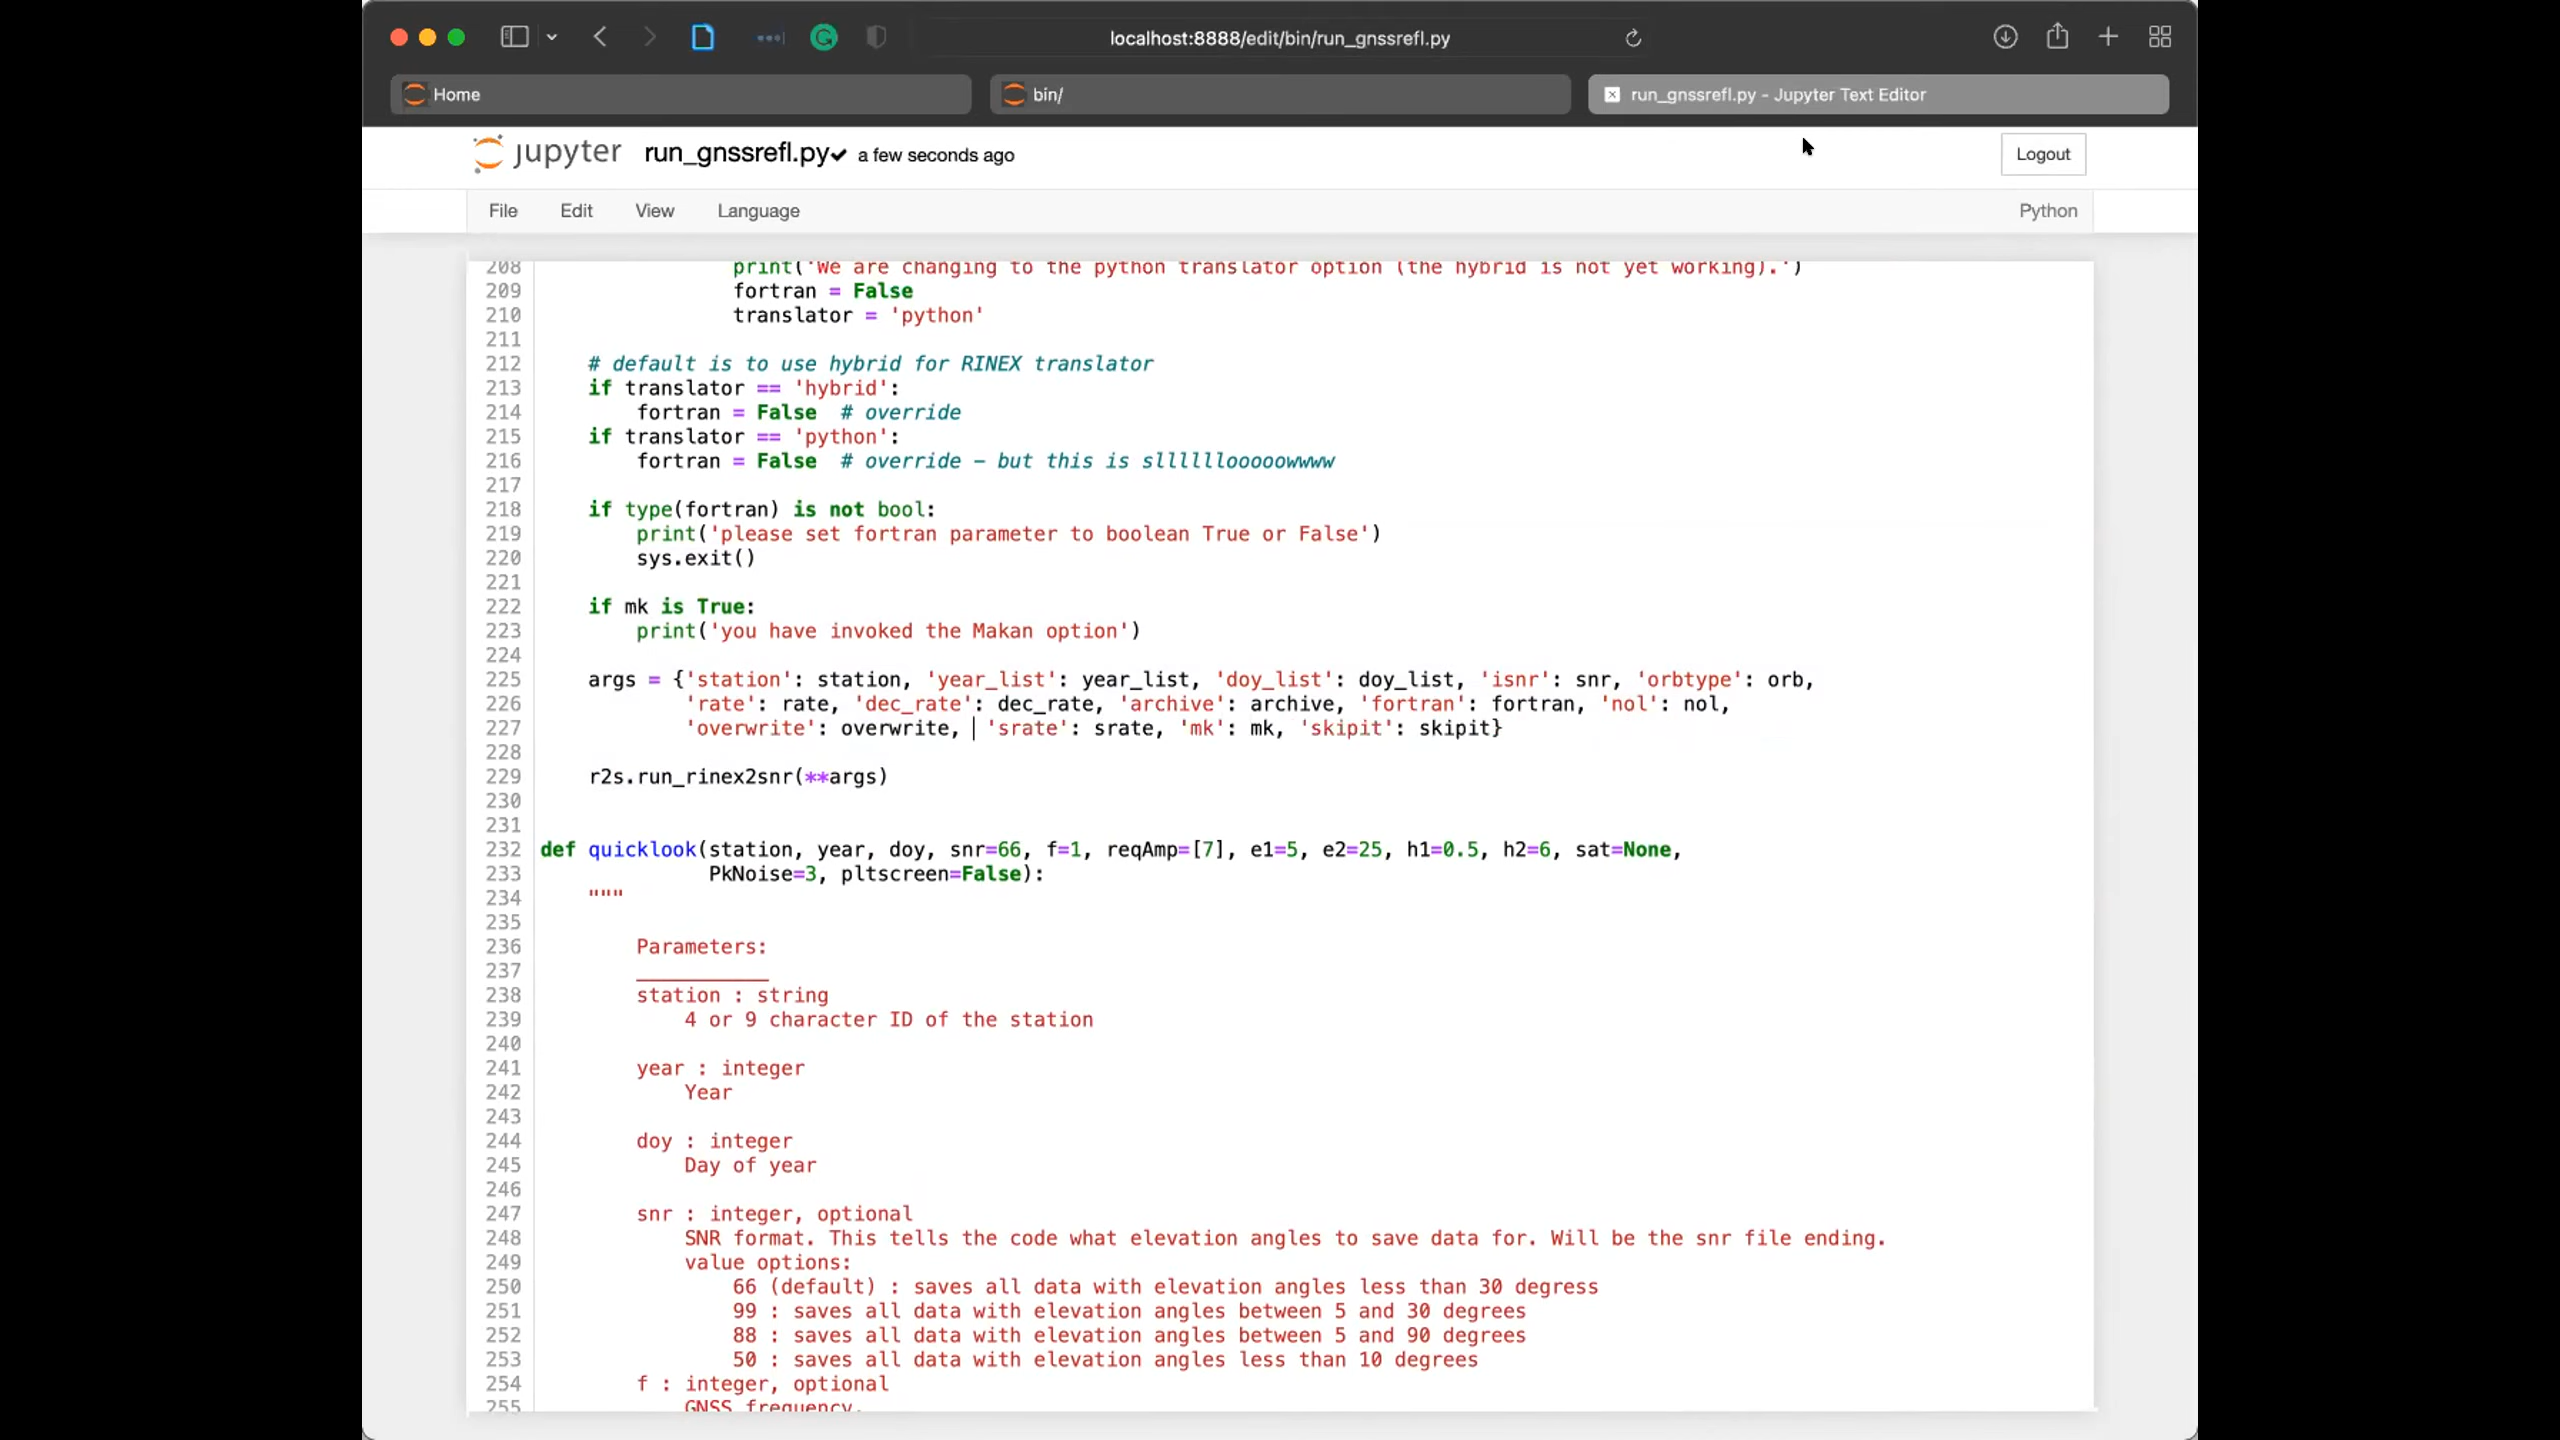 localhost:8888/edit/bin/run_gnssrefl.py
Home
bin/
run_gnssrefl.py - Jupyter Text Editor
jupyter run_gnssrefl.py✔ a few seconds ago
Logout
File Edit View Language
Python
208 print('We are changing to the python translator option (the hybrid is not yet working).')
209 fortran = False
210 translator = 'python'
211
212 # default is to use hybrid for RINEX translator
213 if translator == 'hybrid':
214 fortran = False # override
215 if translator == 'python':
216 fortran = False # override - but this is sllllllooooowwww
217
218 if type(fortran) is not bool:
219 print('please set fortran parameter to boolean True or False')
220 sys.exit()
221
222 if mk is True:
223 print('you have invoked the Makan option')
224
225 args = {'station': station, 'year_list': year_list, 'doy_list': doy_list, 'isnr': snr, 'orbtype': orb,
226 'rate': rate, 'dec_rate': dec_rate, 'archive': archive, 'fortran': fortran, 'nol': nol,
227 'overwrite': overwrite, 'srate': srate, 'mk': mk, 'skipit': skipit}
228
229 r2s.run_rinex2snr(**args)
230
231
232 def quicklook(station, year, doy, snr=66, f=1, reqAmp=[7], e1=5, e2=25, h1=0.5, h2=6, sat=None,
233 PkNoise=3, pltscreen=False):
234 """
235
236 Parameters:
237 ___________
238 station : string
239 4 or 9 character ID of the station
240
241 year : integer
242 Year
243
244 doy : integer
245 Day of year
246
247 snr : integer, optional
248 SNR format. This tells the code what elevation angles to save data for. Will be the snr file ending.
249 value options:
250 66 (default) : saves all data with elevation angles less than 30 degress
251 99 : saves all data with elevation angles between 5 and 30 degrees
252 88 : saves all data with elevation angles between 5 and 90 degrees
253 50 : saves all data with elevation angles less than 10 degrees
254 f : integer, optional
255 GNSS frequency.